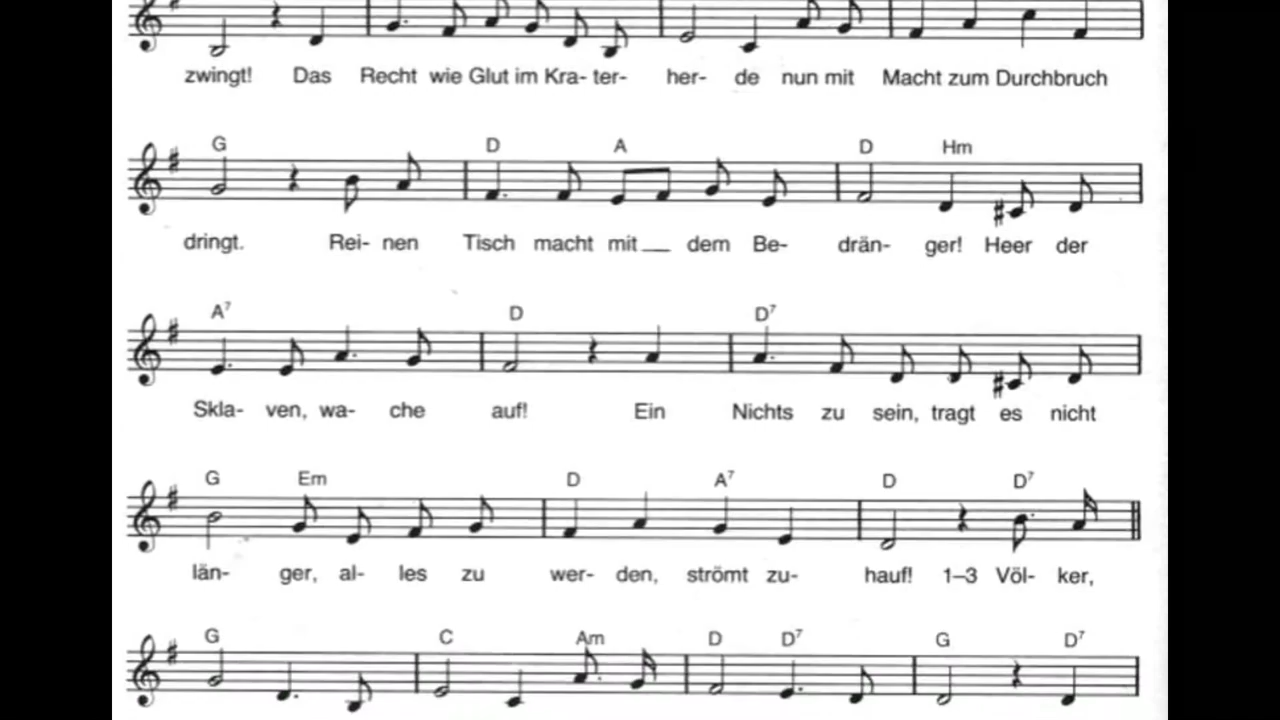 zwingt! Das Recht wie Glut im Kra- ter- her- de nun mit Macht zum Durchbruch
G D A D Hm
dringt. Rei- nen Tisch macht mit__ dem Be- drän- ger! Heer der
A7 D D7
Skla- ven, wa- che auf! Ein Nichts zu sein, tragt es nicht
G Em D A7 D D7
län- ger, al- les zu wer- den, strömt zu- hauf! 1–3 Völ- ker,
G C Am D D7 G D7